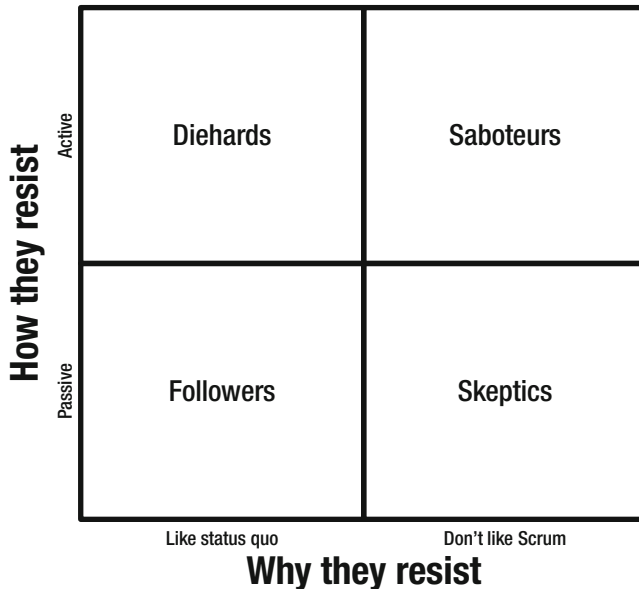 How they resist
Active
Diehards
Saboteurs
Passive
Followers
Skeptics
Like status quo
Don’t like Scrum
Why they resist